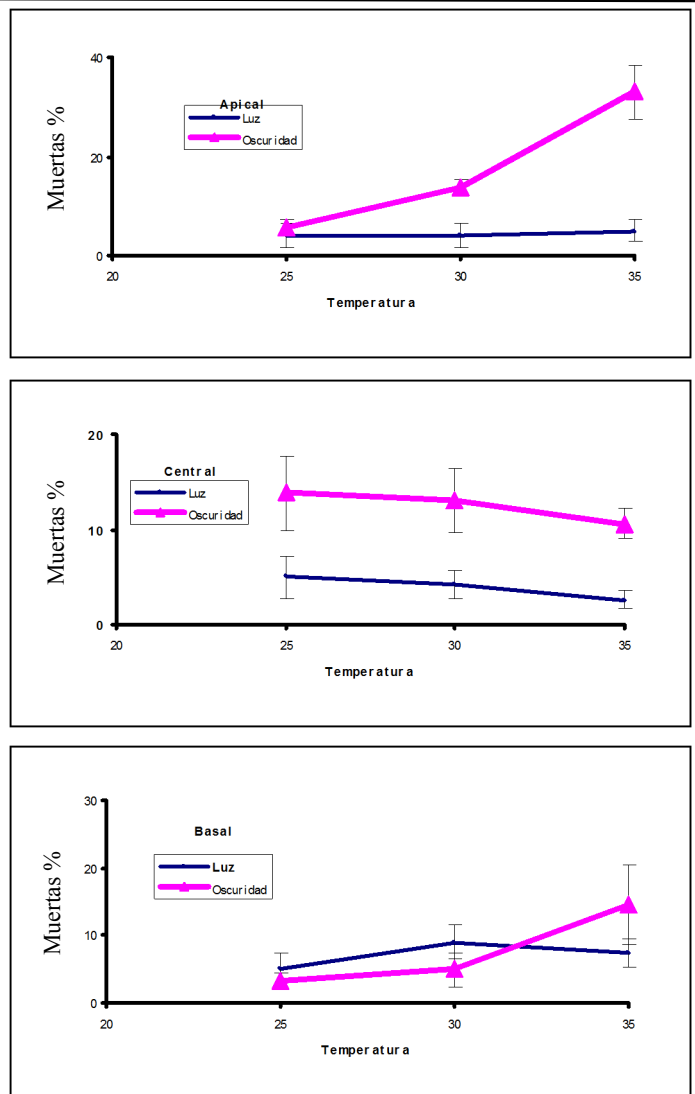 40
20
0
20
25
30
35
Muertas %
Apical
Luz
Oscuridad
Temperatura
20
10
0
20
25
30
35
Muertas %
Central
Luz
Oscuridad
Temperatura
30
20
10
0
20
25
30
35
Muertas %
Basal
Luz
Oscuridad
Temperatura